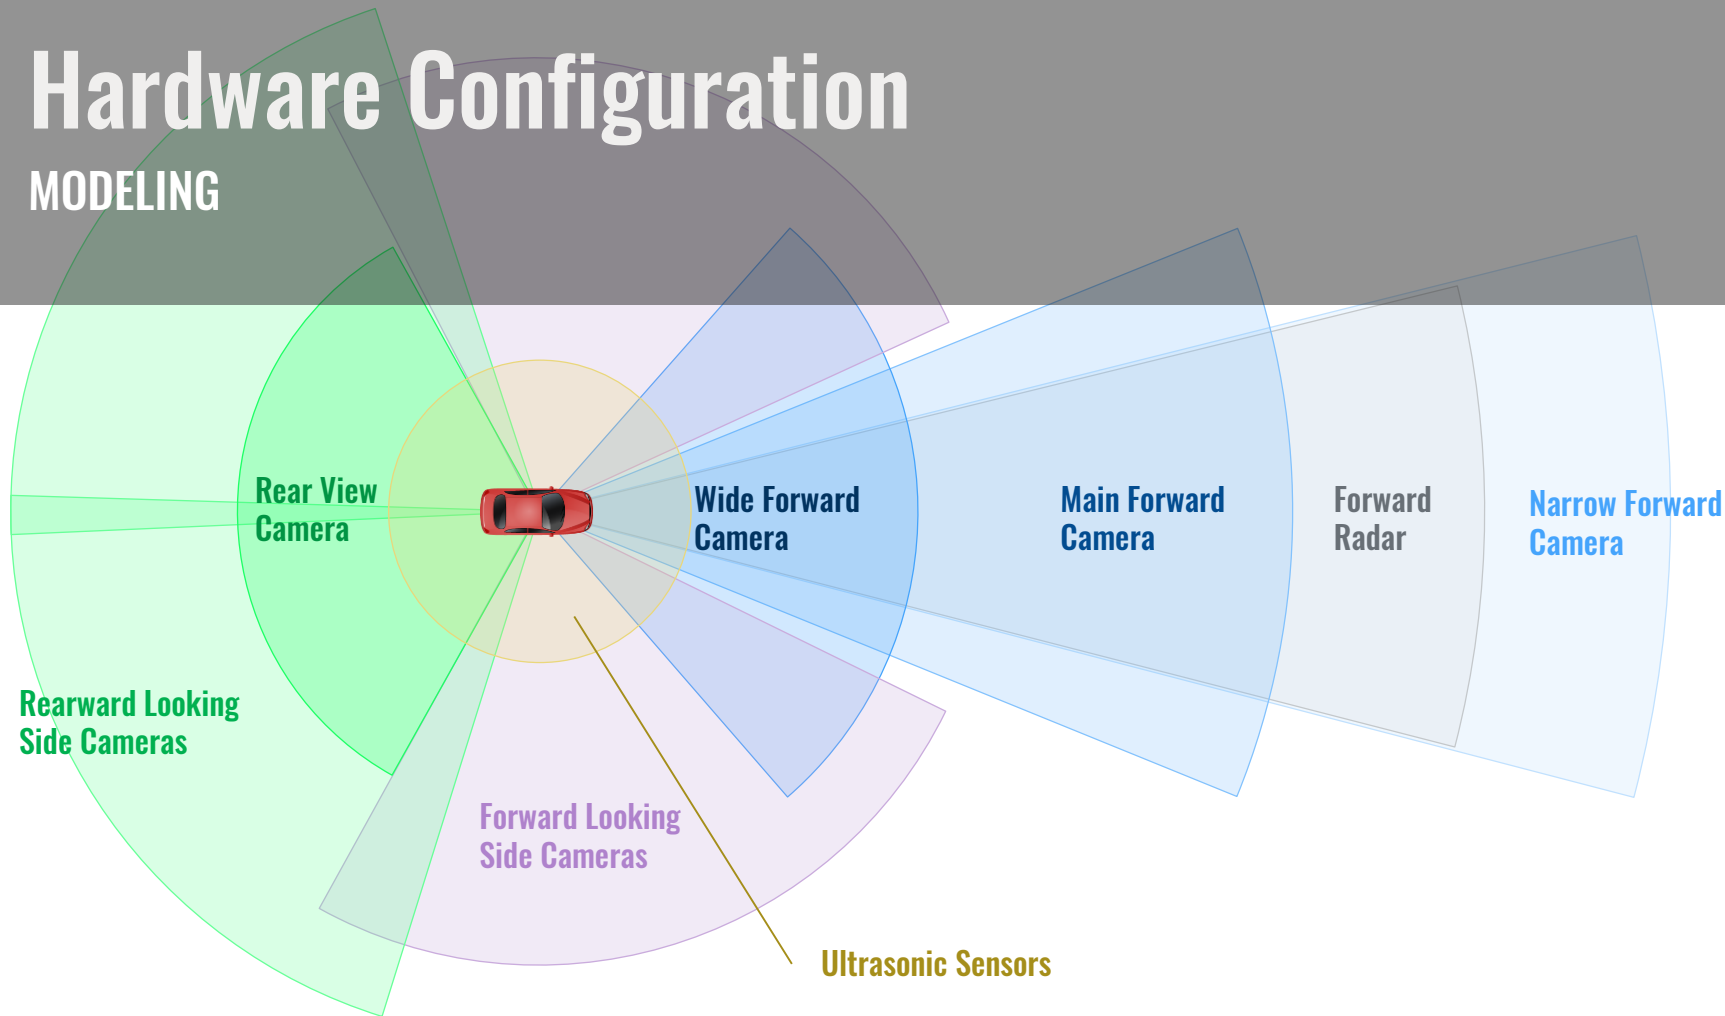 Hardware Configuration
MODELING
Rear View
Camera
Wide Forward
Camera
Main Forward
Camera
Forward
Radar
Narrow Forward
Camera
Rearward Looking
Side Cameras
Forward Looking
Side Cameras
Ultrasonic Sensors